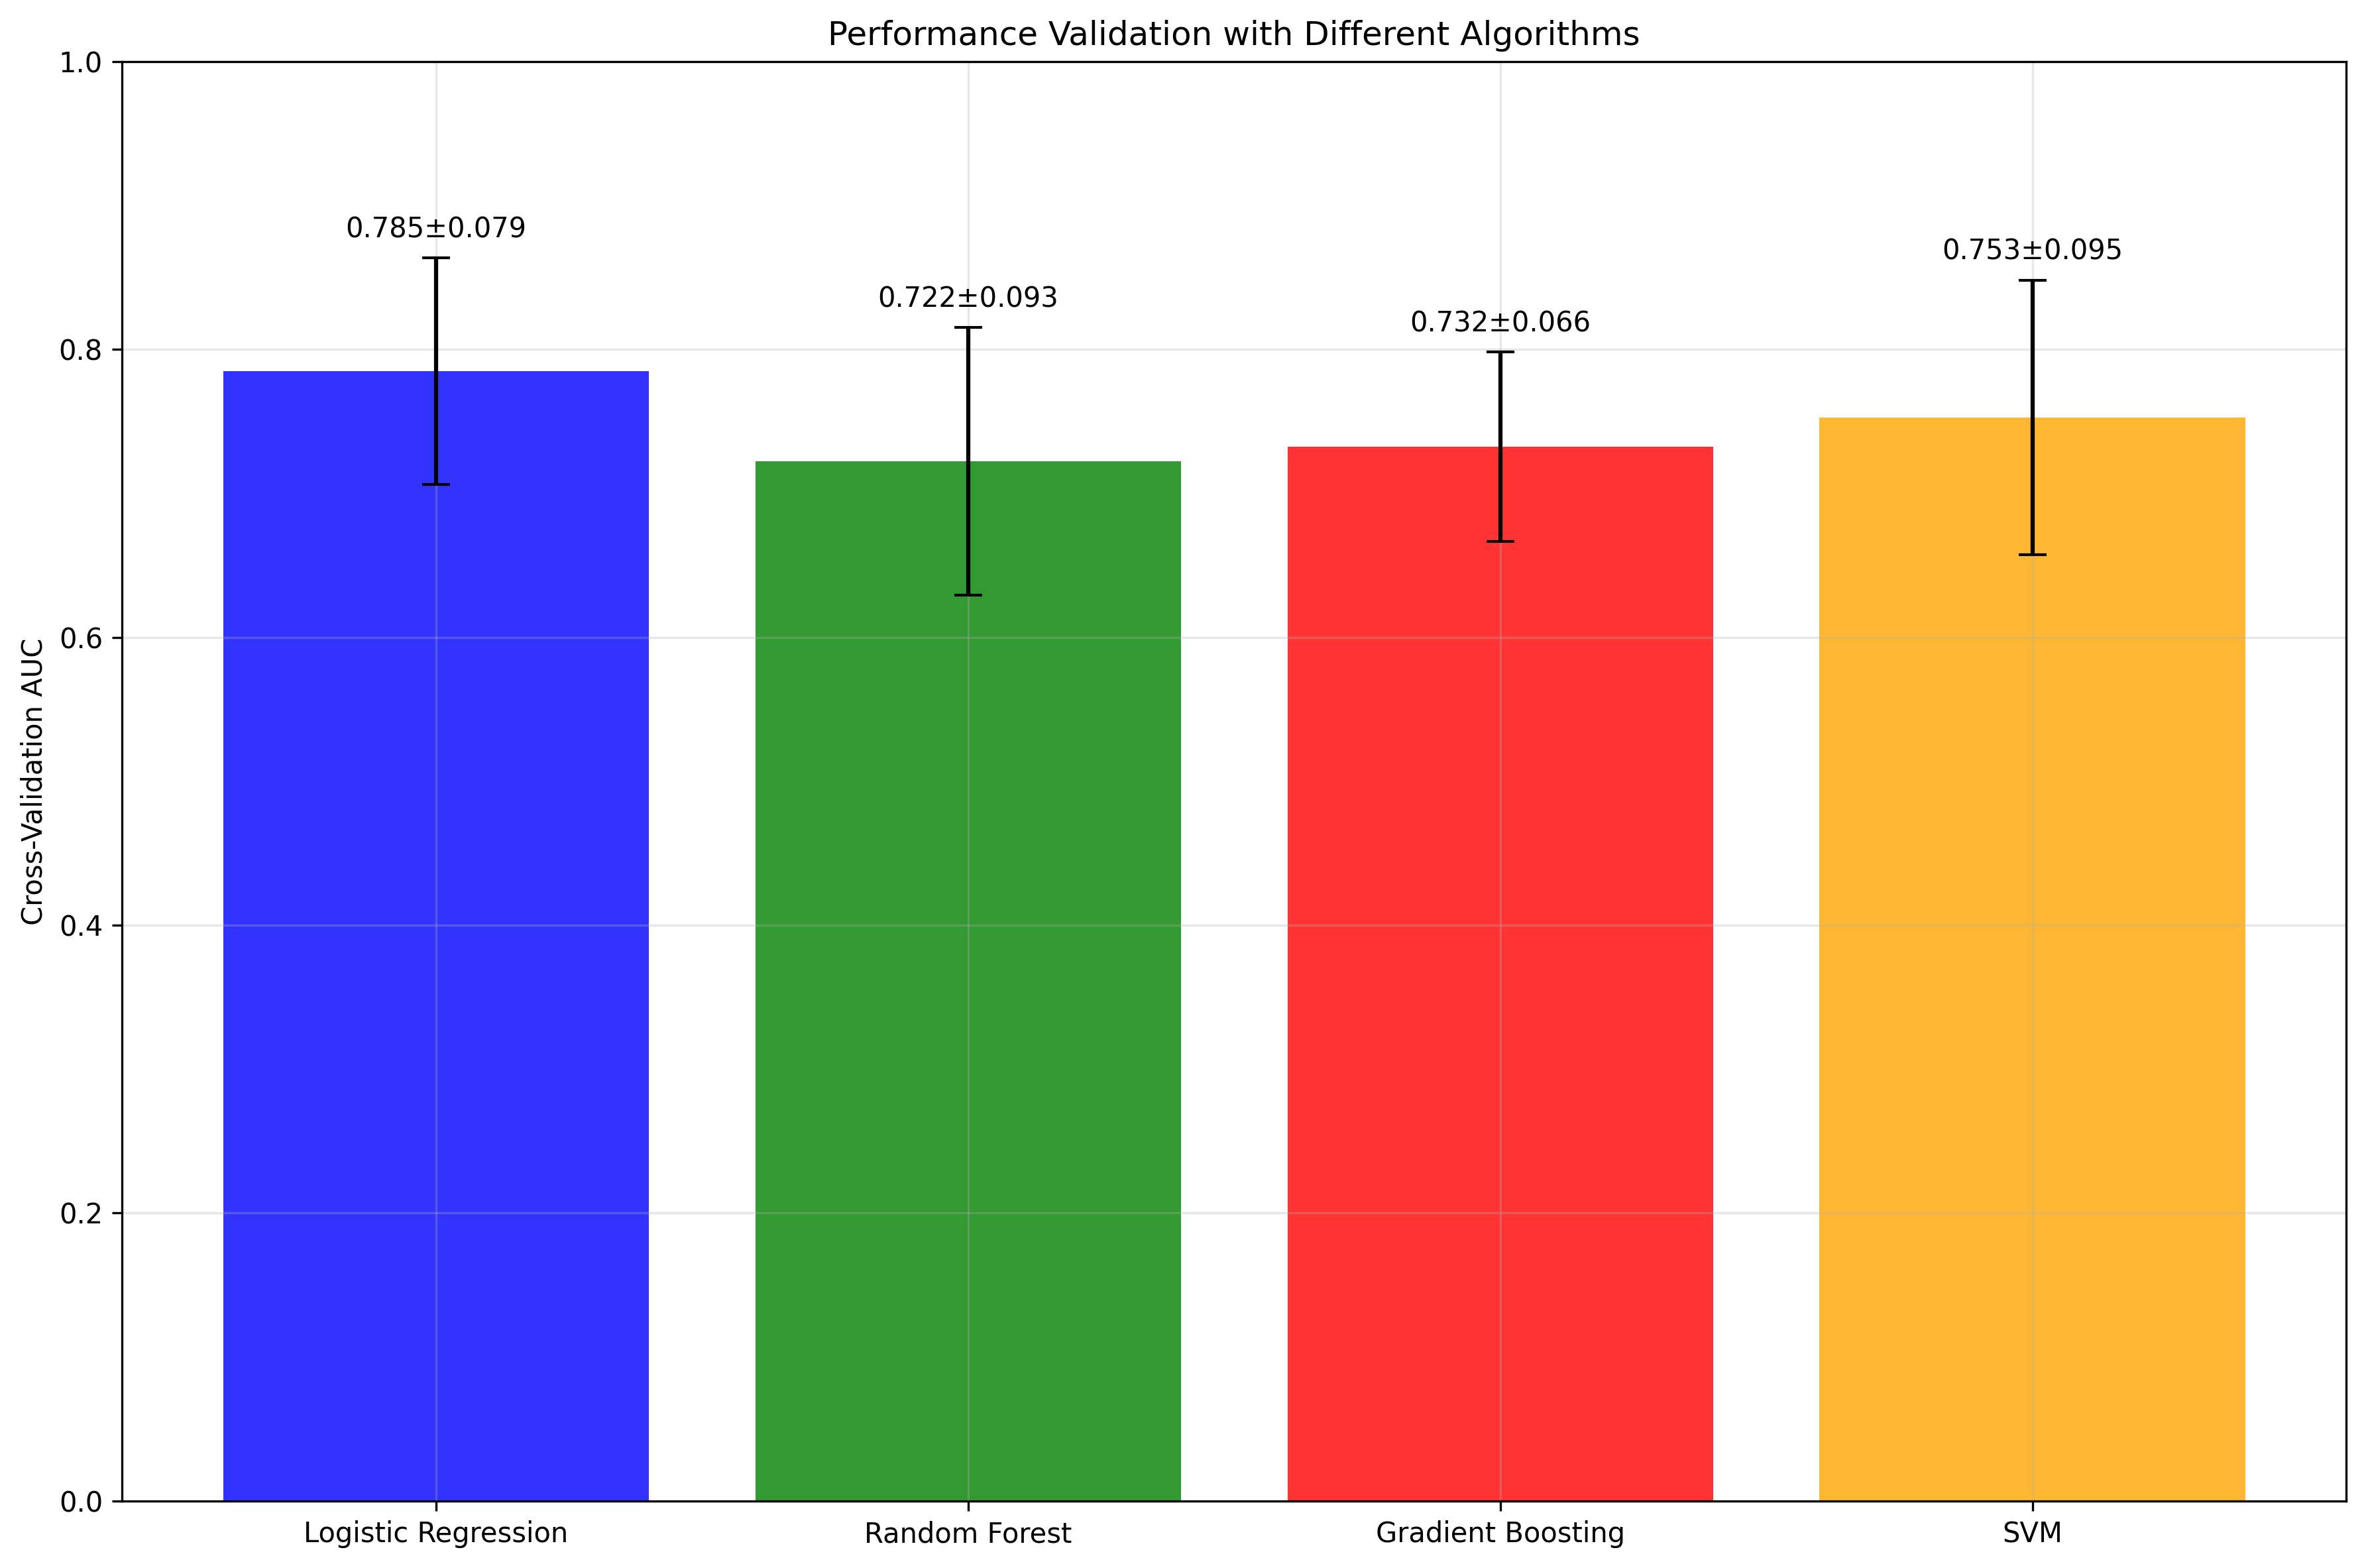 Performance Validation with Different Algorithms
Cross-Validation AUC
1.0
0.8
0.6
0.4
0.2
0.0
0.785±0.079
0.722±0.093
0.732±0.066
0.753±0.095
Logistic Regression
Random Forest
Gradient Boosting
SVM